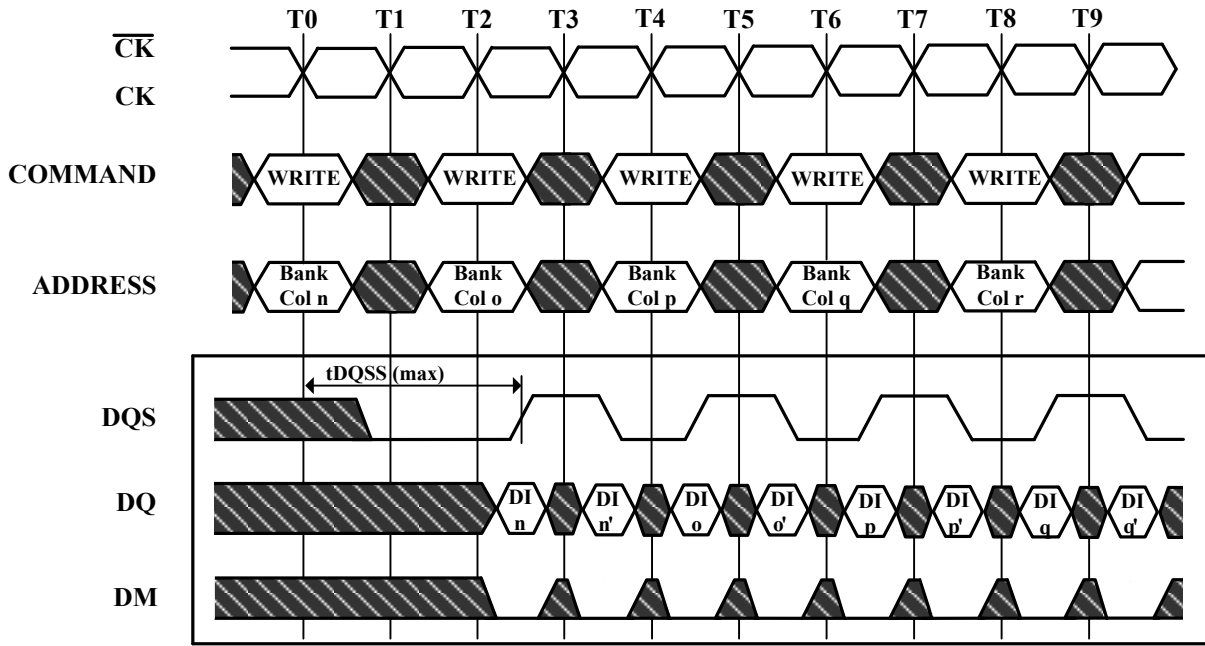 T0 T1 T2 T3 T4 T5 T6 T7 T8 T9
CK
CK
COMMAND WRITE WRITE WRITE WRITE WRITE
ADDRESS Bank Bank Bank Bank Bank
Col n Col o Col p Col q Col r
tDQSS (max)
DQS
DQ DI DI DI DI DI DI DI DI
n n' o o' p p' q q'
DM